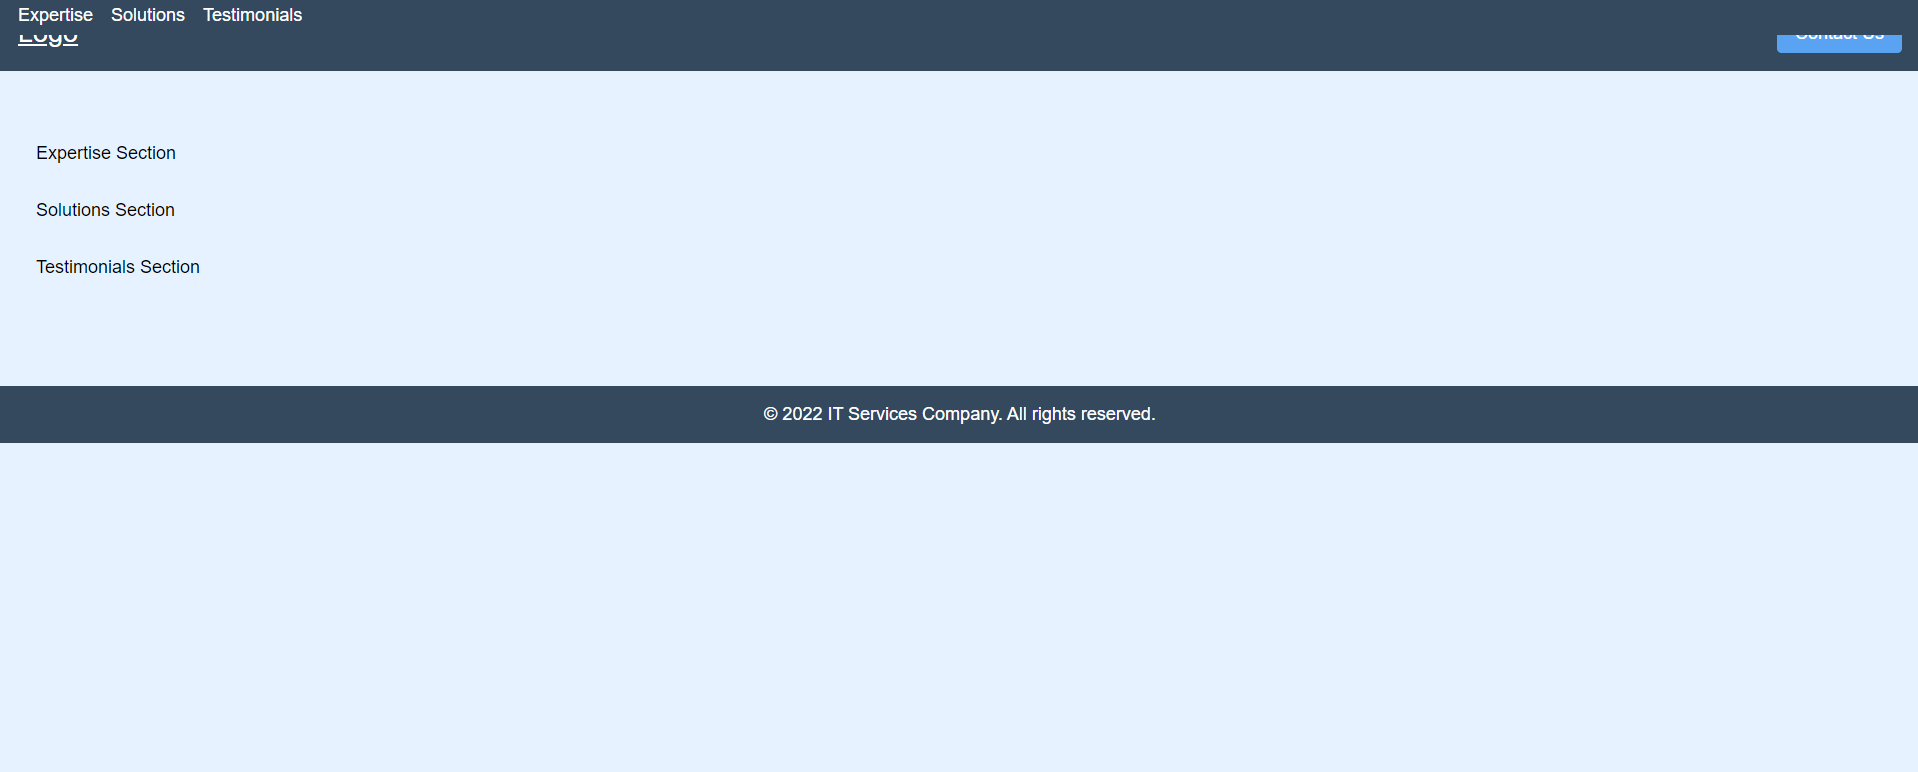 Expertise Solutions Testimonials
Logo Contact Us
Expertise Section
Solutions Section
Testimonials Section
© 2022 IT Services Company. All rights reserved.